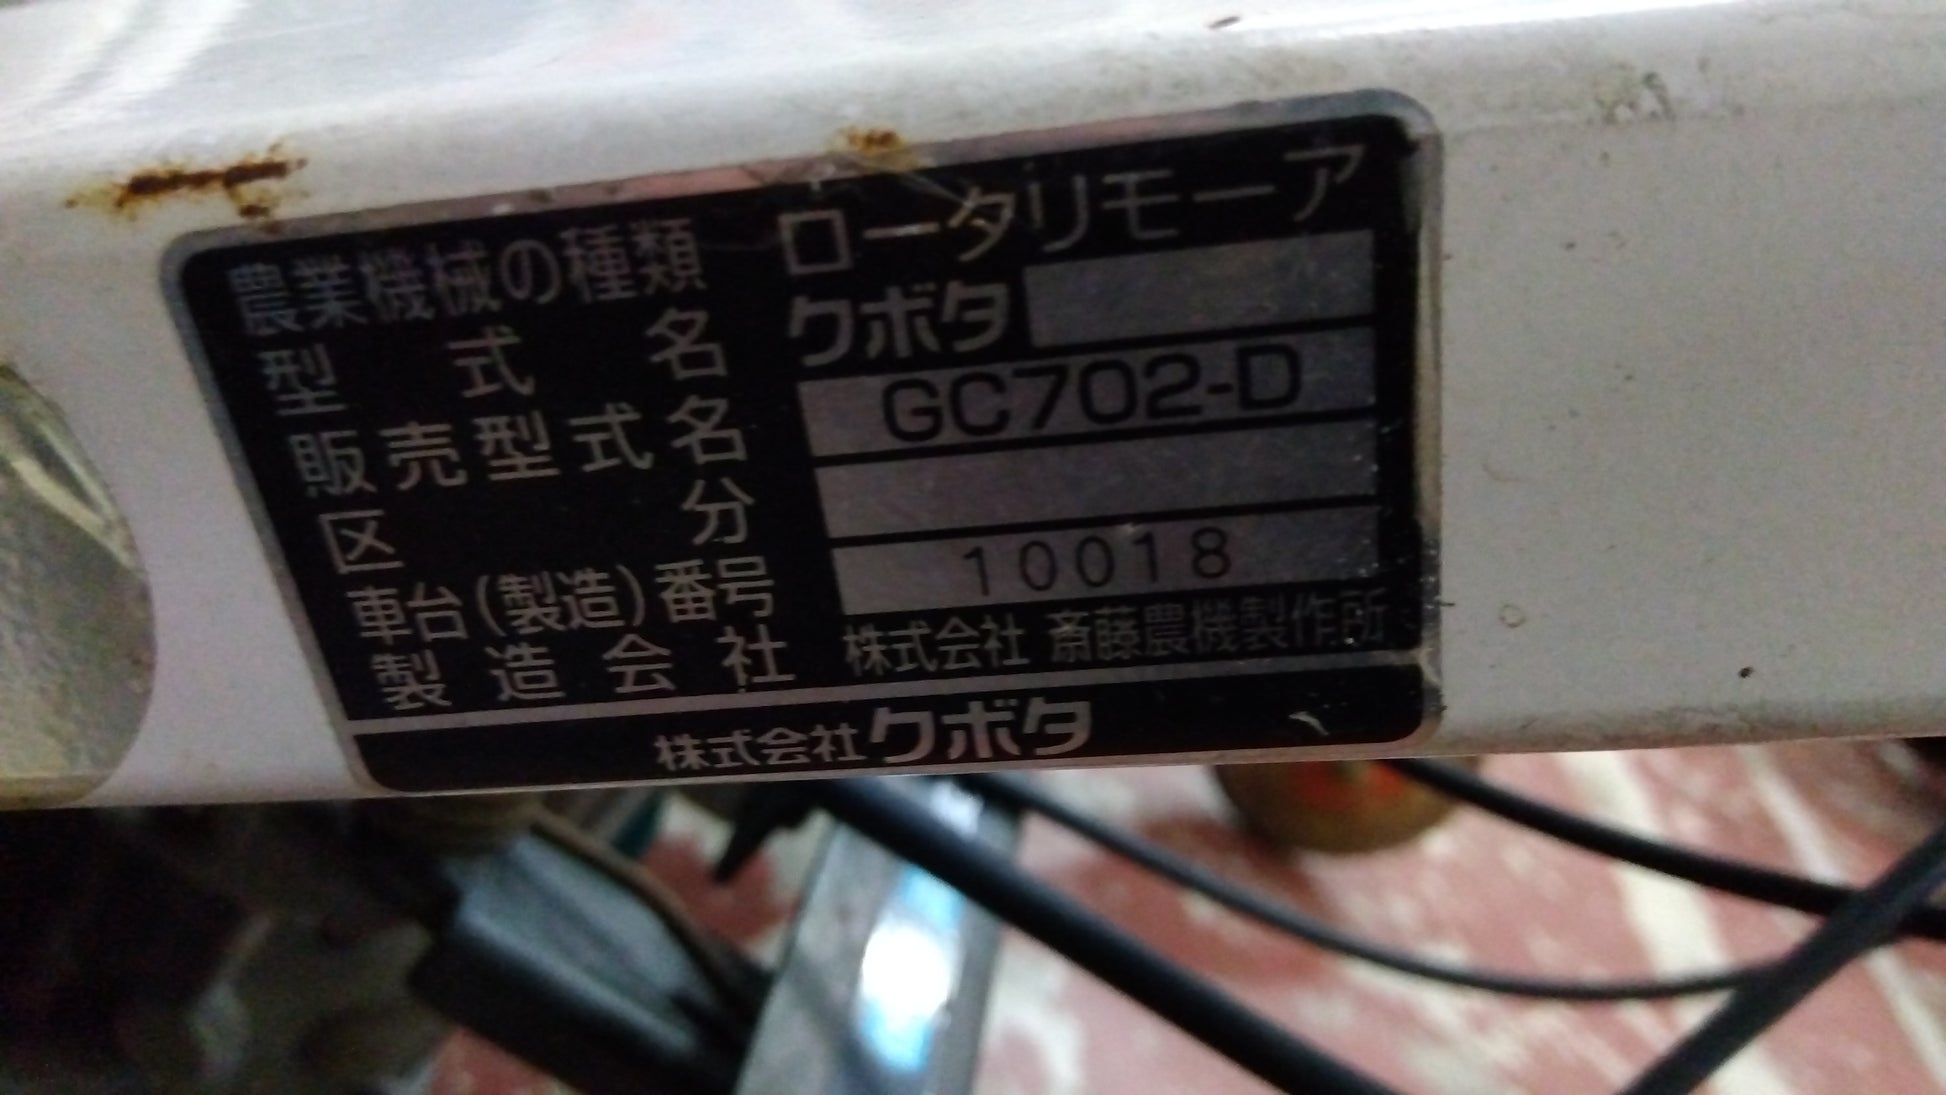 農業機械の種類 ロータリモーア
型式名 クボタ
販売型式名 GC702-D
区分
車台(製造)番号 10018
製造会社 株式会社 斎藤農機製作所
株式会社クボタ